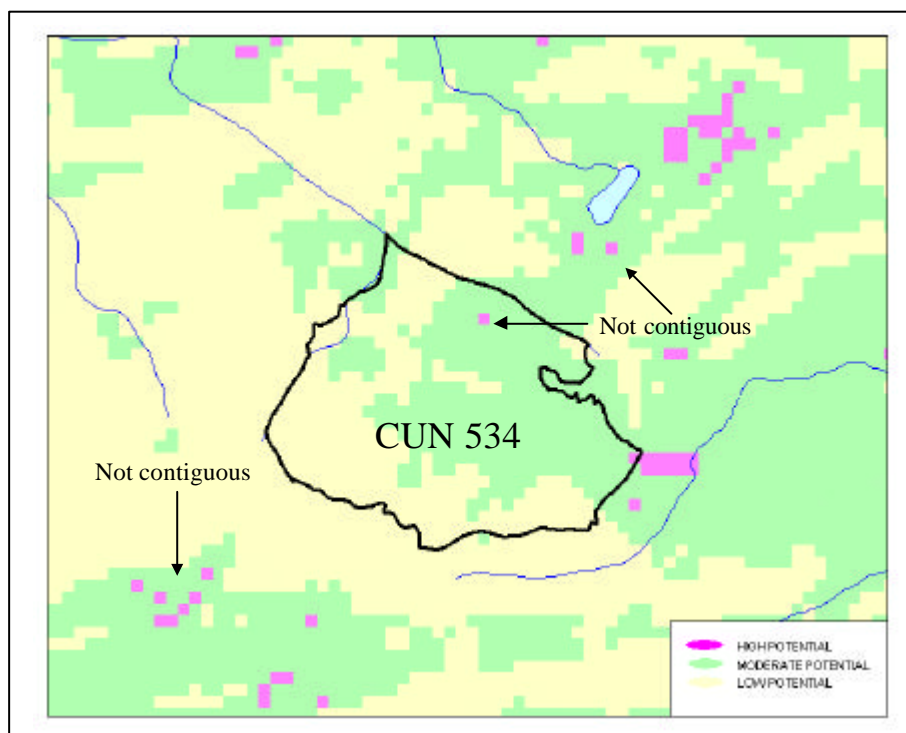 Not contiguous
CUN 534
Not contiguous
HIGH POTENTIAL
MODERATE POTENTIAL
LOW POTENTIAL